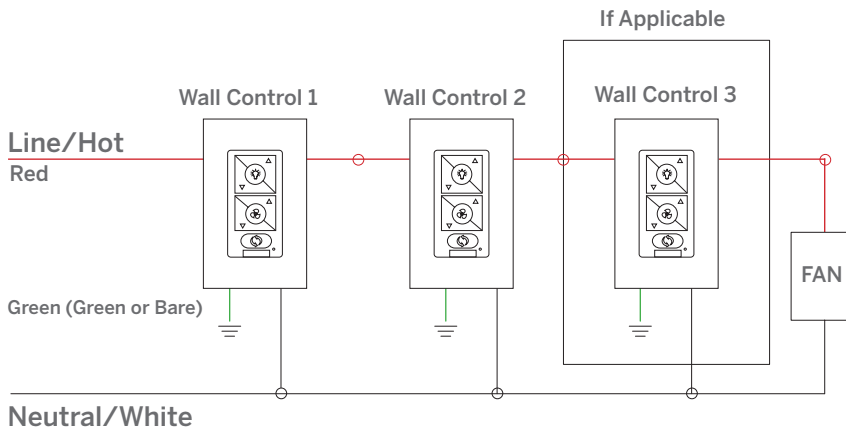 If Applicable
Wall Control 1
Wall Control 2
Wall Control 3
Line/Hot
Red
FAN
Green (Green or Bare)
Neutral/White